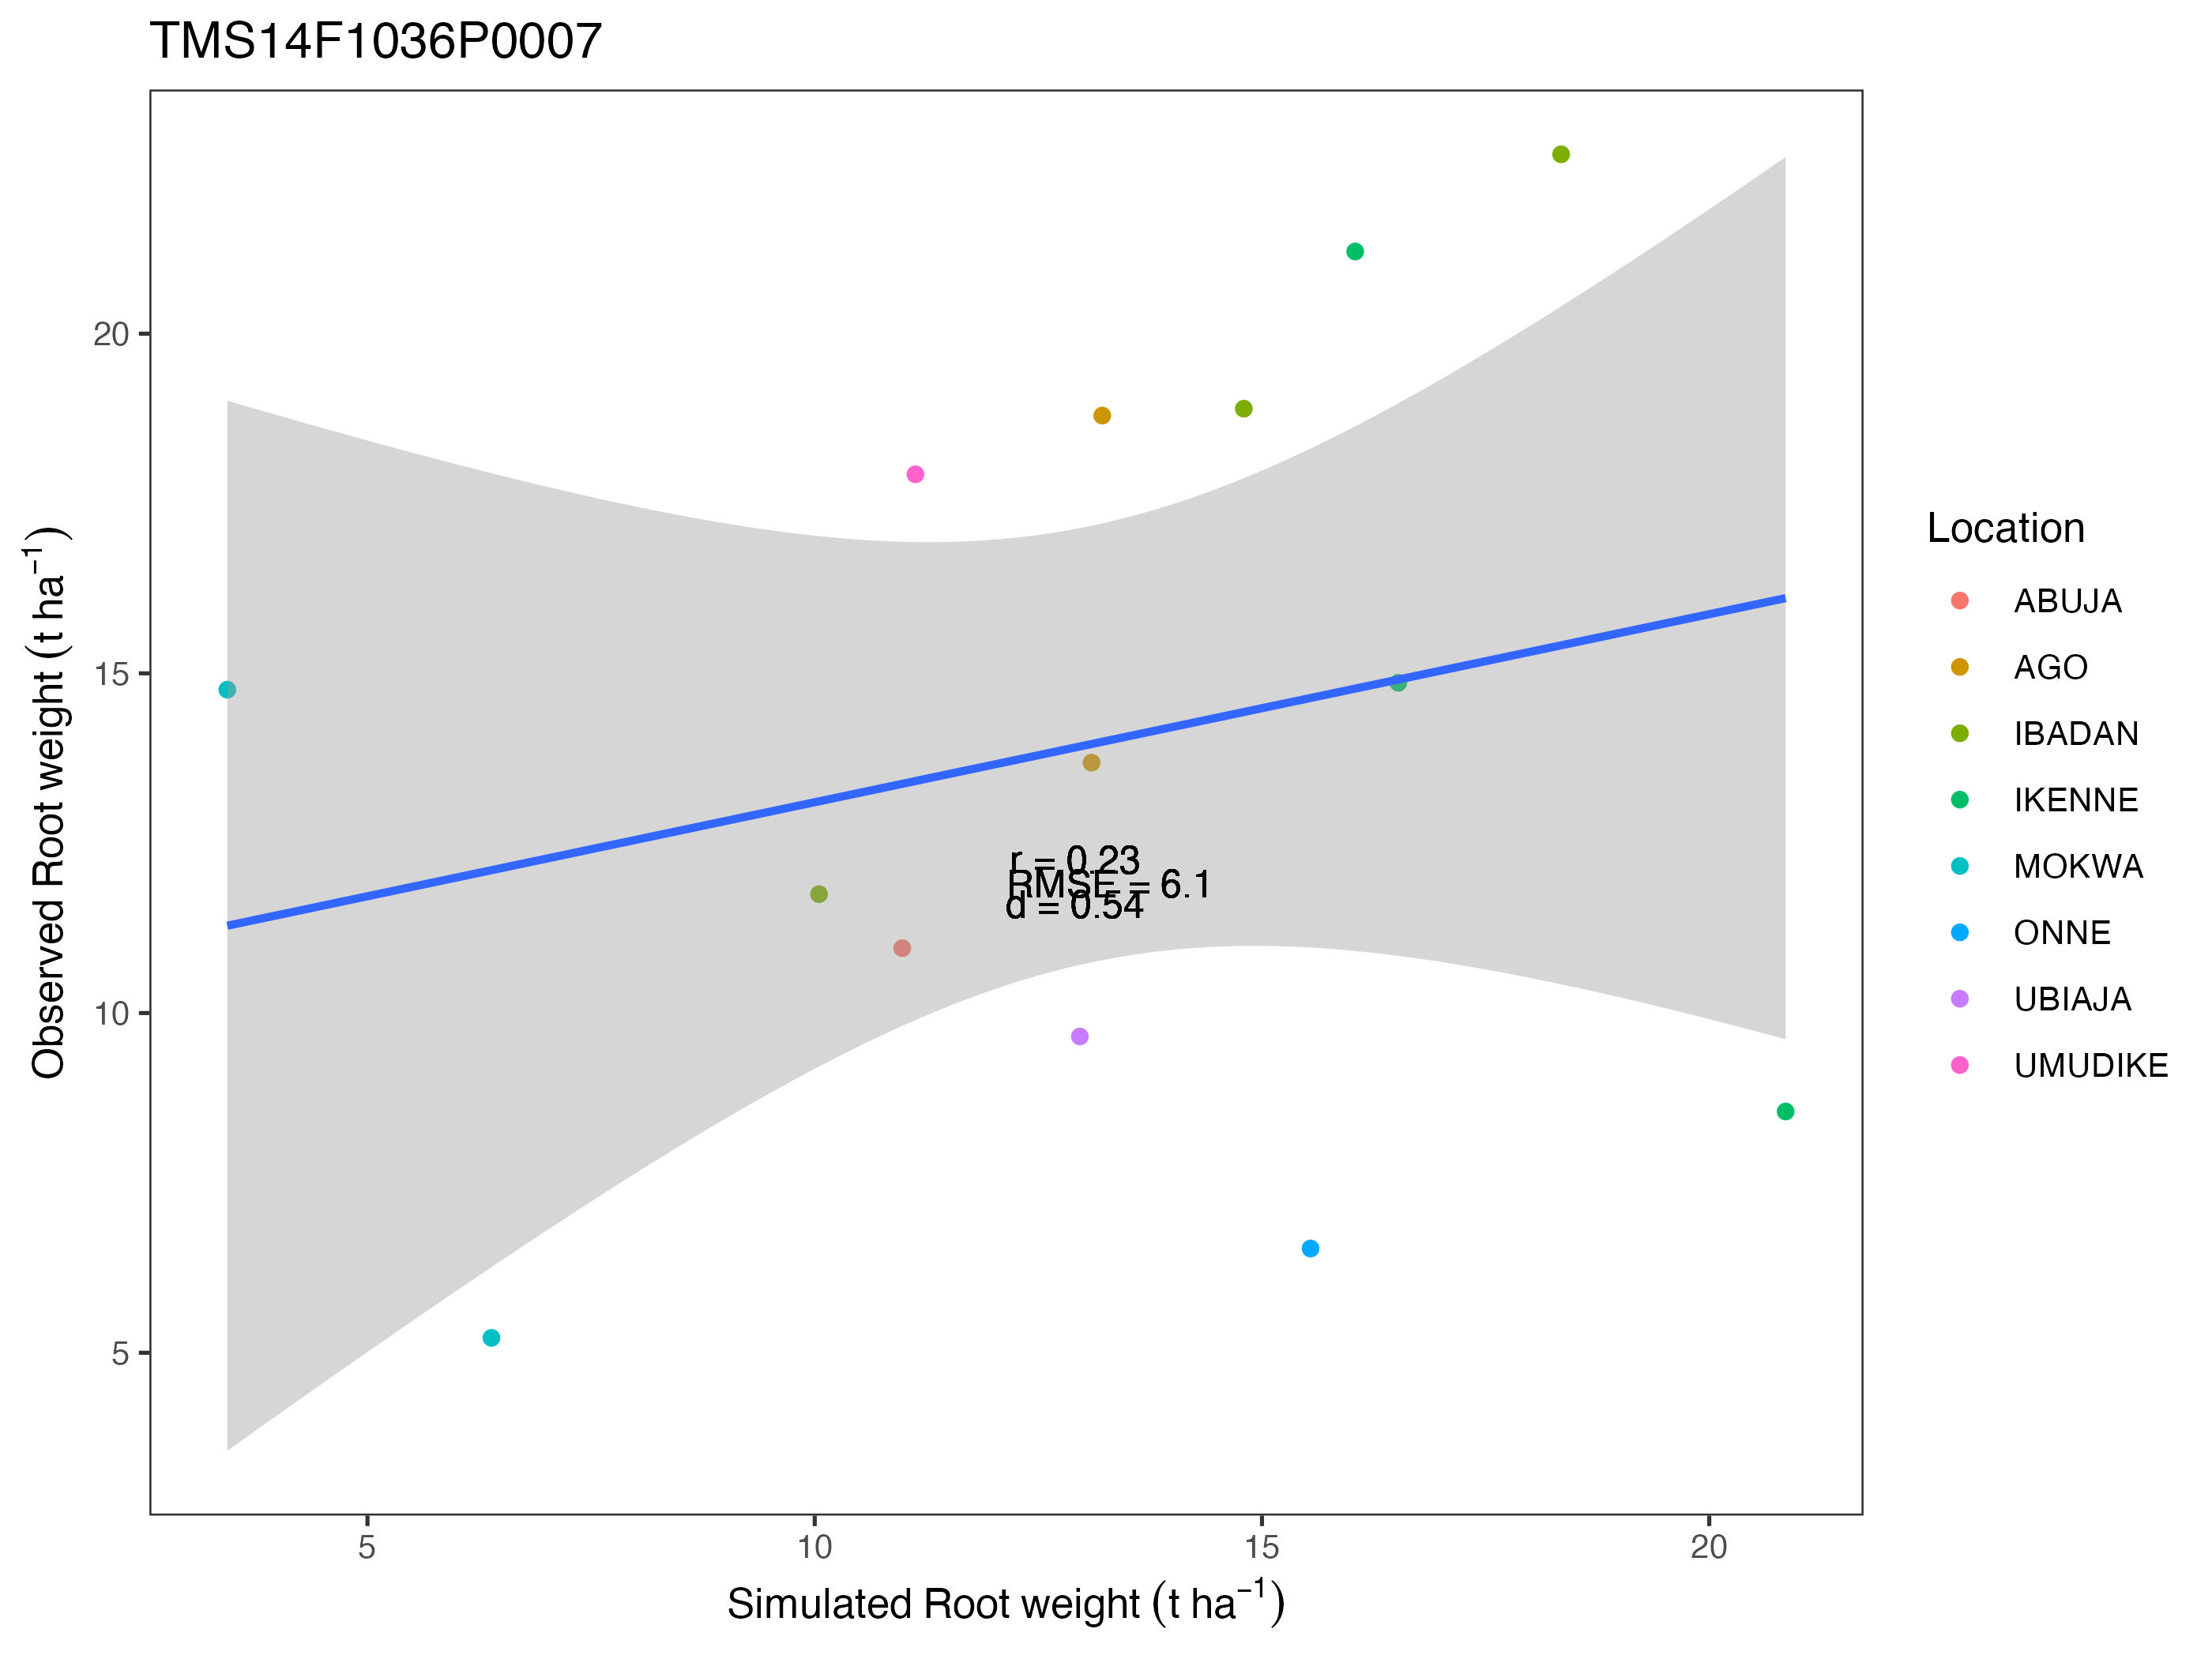 TMS14F1036P0007
Observed Root weight (t ha−1)
20
15
10
5
r = 0.23
RMSE = 6.1
d = 0.54
5
10
15
20
Simulated Root weight (t ha−1)
Location
ABUJA
AGO
IBADAN
IKENNE
MOKWA
ONNE
UBIAJA
UMUDIKE